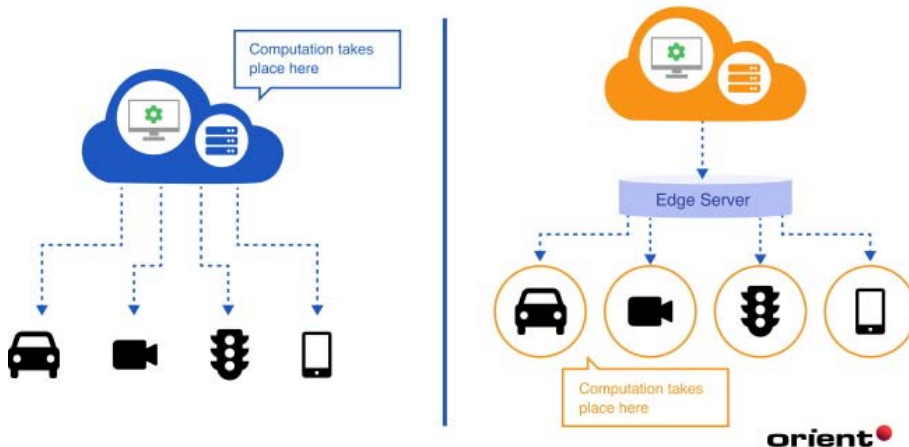 Computation takes
place here
Edge Server
Computation takes
place here
orient